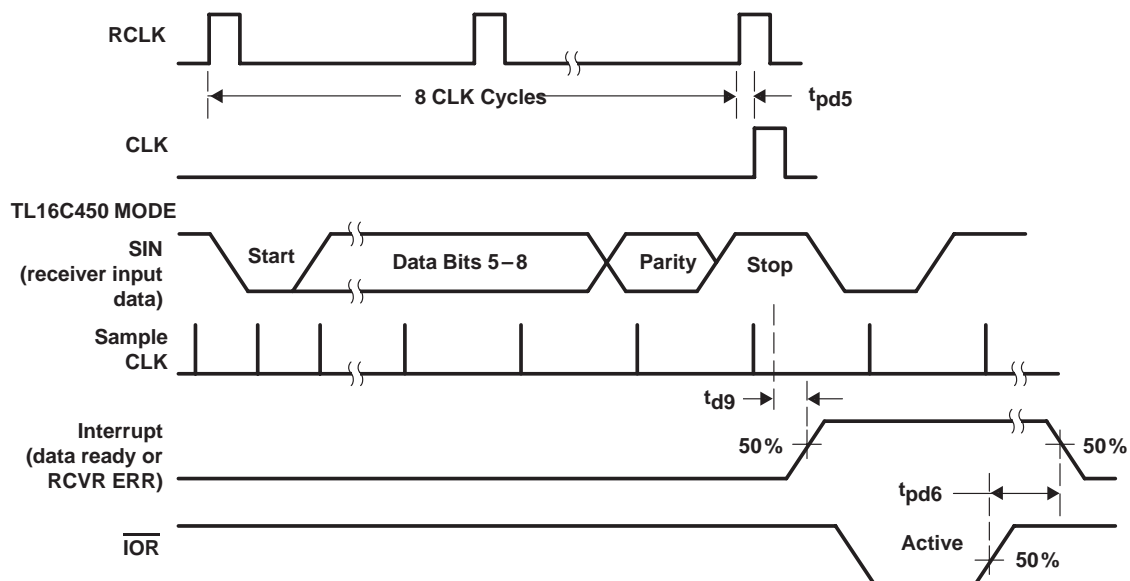 RCLK
8 CLK Cycles
tpd5
CLK
TL16C450 MODE
SIN
(receiver input
data)
Start
Data Bits 5–8
Parity
Stop
Sample
CLK
td9
Interrupt
(data ready or
RCVR ERR)
50%
50%
tpd6
IOR
Active
50%